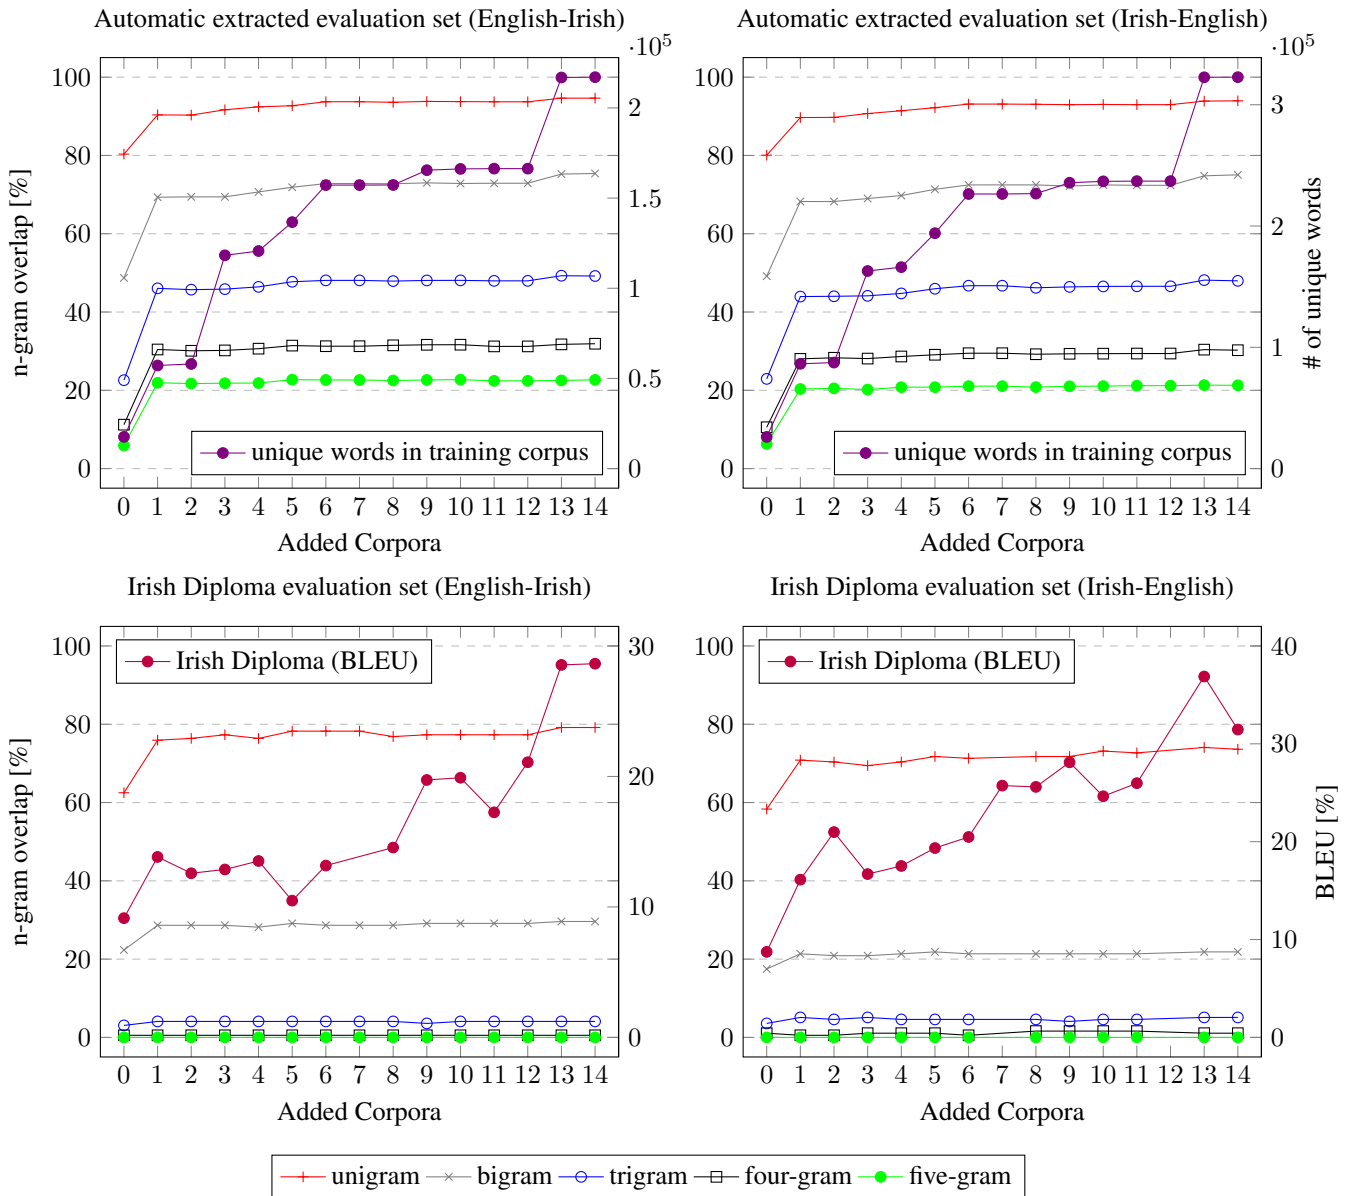 Automatic extracted evaluation set (English-Irish)
·10^5
n-gram overlap [%]
100
80
60
40
20
0
2
1.5
1
0.5
0
unique words in training corpus
0 1 2 3 4 5 6 7 8 9 10 11 12 13 14
Added Corpora
Automatic extracted evaluation set (Irish-English)
·10^5
100
80
60
40
20
0
3
2
1
0
# of unique words
unique words in training corpus
0 1 2 3 4 5 6 7 8 9 10 11 12 13 14
Added Corpora
Irish Diploma evaluation set (English-Irish)
n-gram overlap [%]
100
80
60
40
20
0
30
20
10
0
Irish Diploma (BLEU)
0 1 2 3 4 5 6 7 8 9 10 11 12 13 14
Added Corpora
Irish Diploma evaluation set (Irish-English)
100
80
60
40
20
0
40
30
20
10
0
BLEU [%]
Irish Diploma (BLEU)
0 1 2 3 4 5 6 7 8 9 10 11 12 13 14
Added Corpora
unigram bigram trigram four-gram five-gram